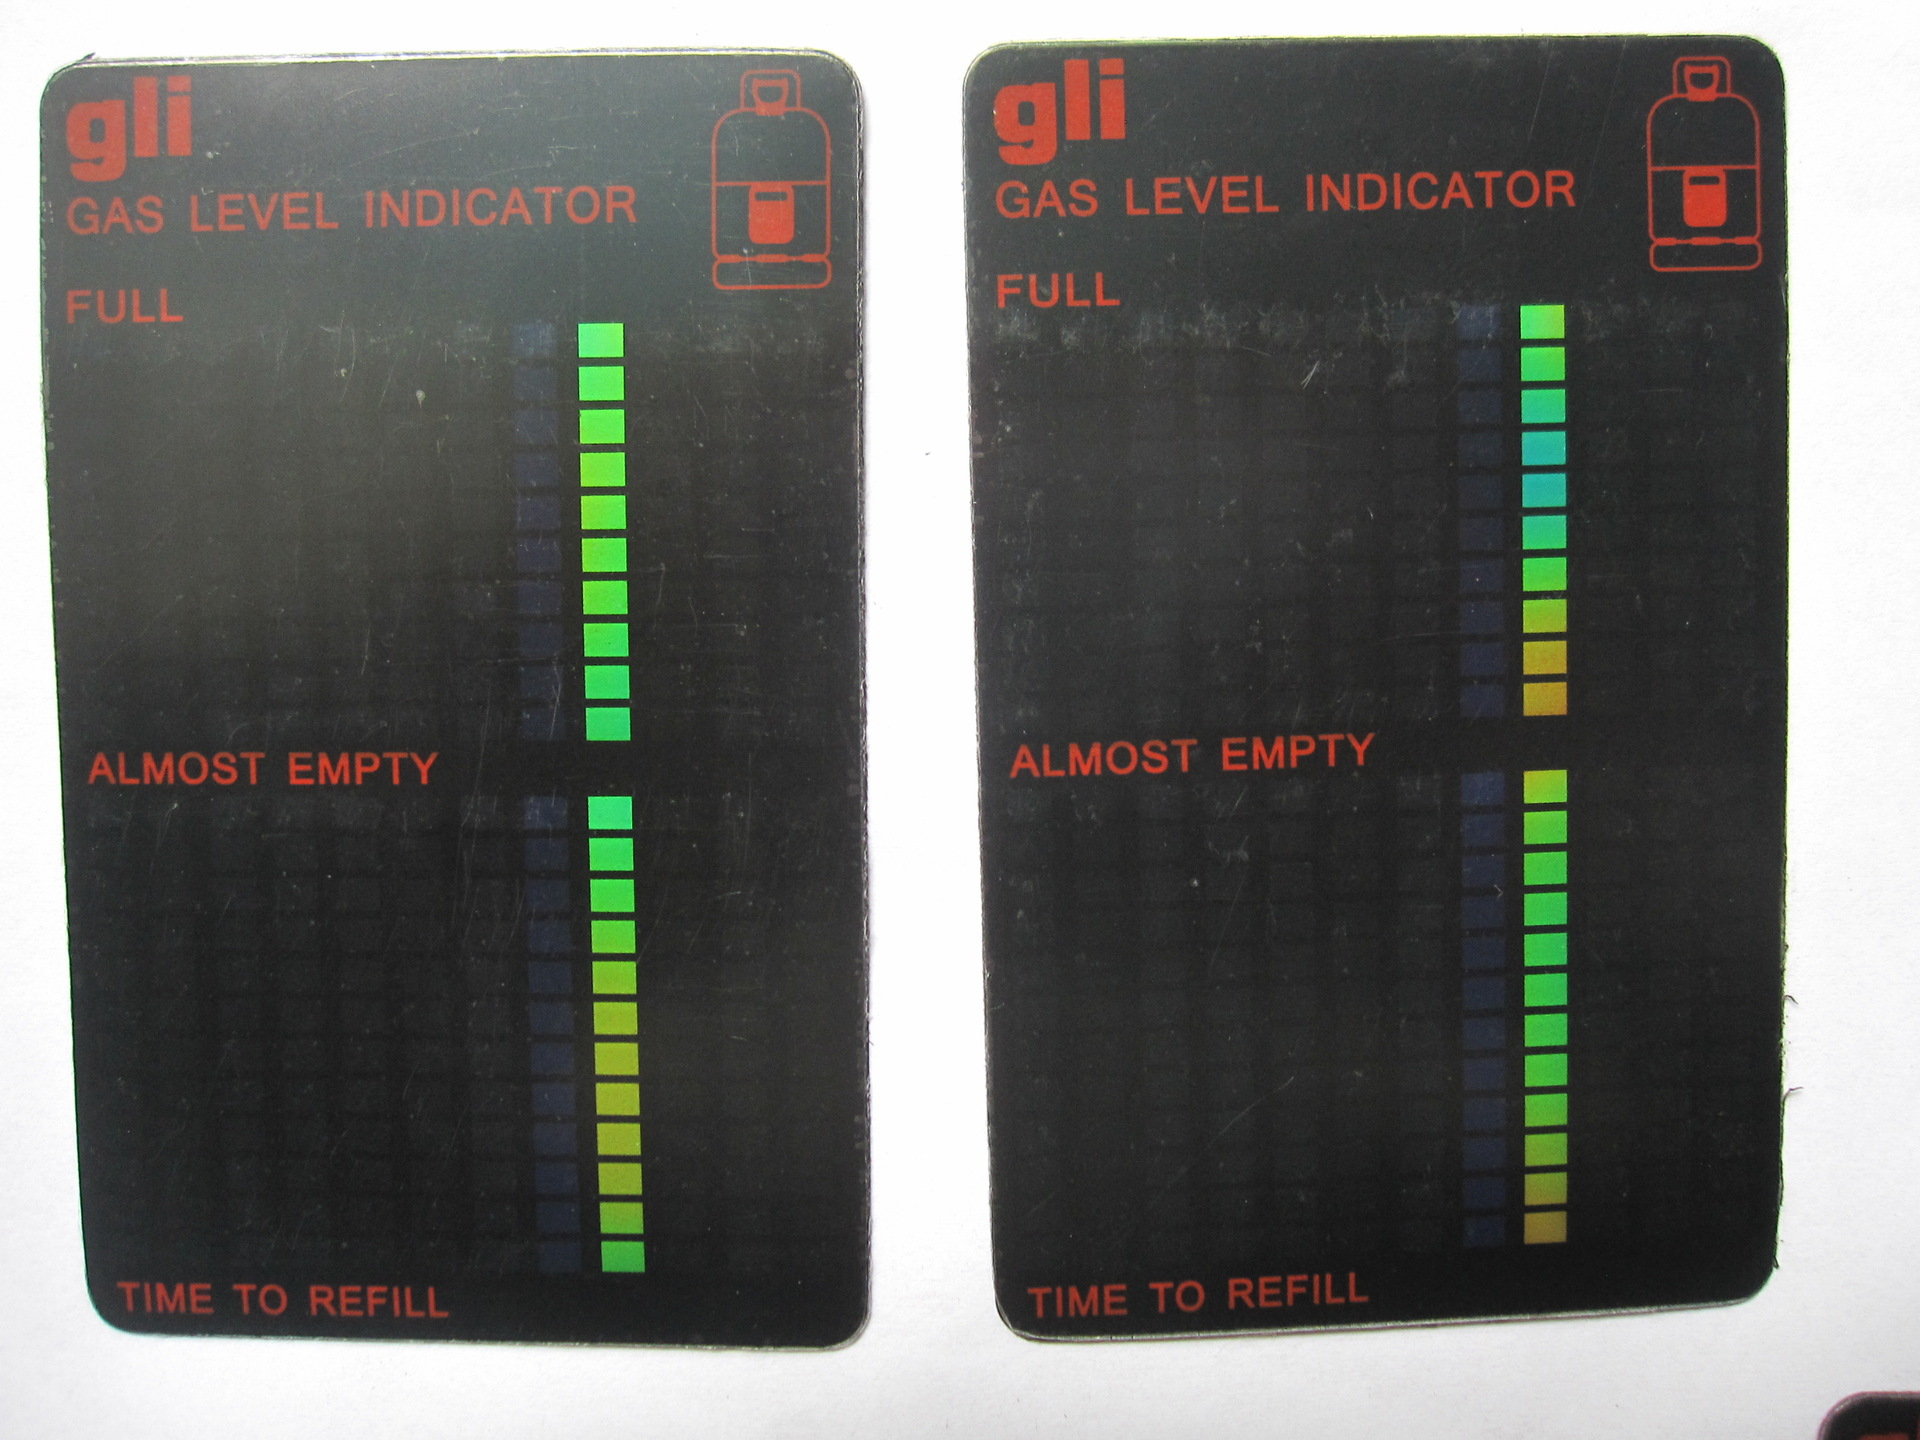 gli
GAS LEVEL INDICATOR
FULL
ALMOST EMPTY
TIME TO REFILL
gli
GAS LEVEL INDICATOR
FULL
ALMOST EMPTY
TIME TO REFILL